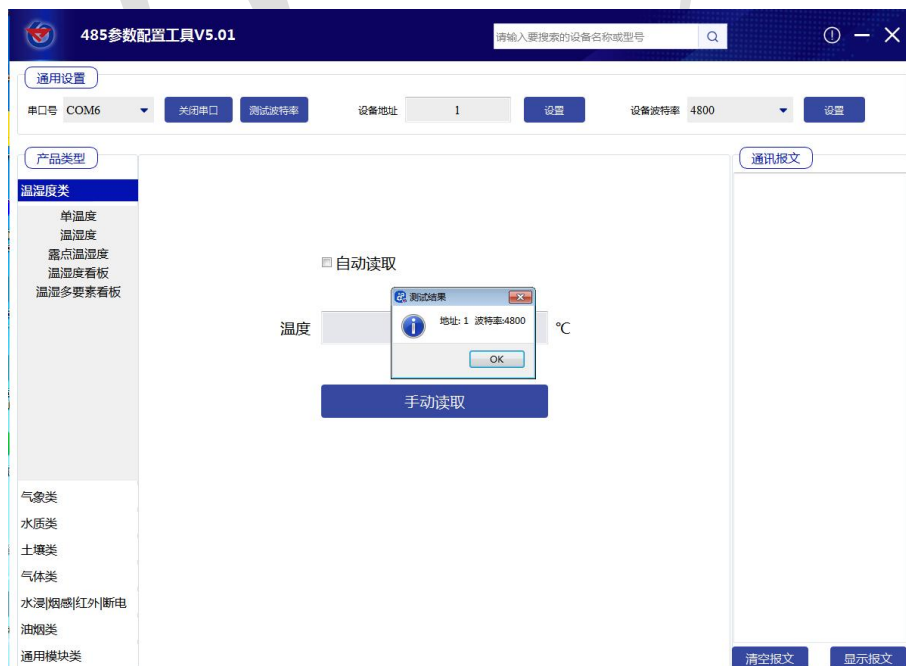 485参数配置工具V5.01
请输入要搜索的设备名称或型号
通用设置
串口号 COM6 关闭串口 测试波特率 设备地址 1 设置 设备波特率 4800 设置
产品类型
通讯报文
温湿度类
单温度
温湿度
露点温湿度
温湿度看板
温湿多要素看板
自动读取
测试结果
地址: 1 波特率:4800
温度 ℃
OK
手动读取
气象类
水质类
土壤类
气体类
水浸|烟感|红外|断电
油烟类
通用模块类
清空报文 显示报文